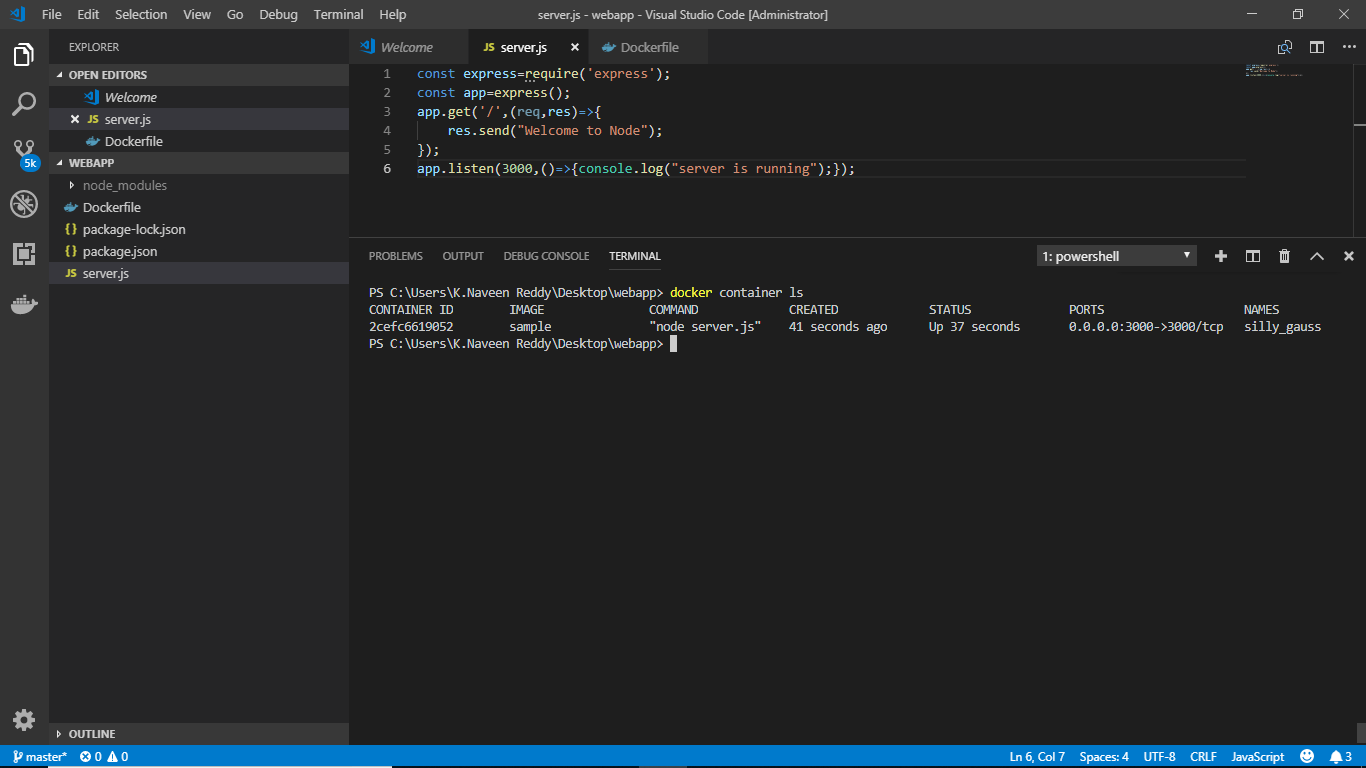 File Edit Selection View Go Debug Terminal Help server.js - webapp - Visual Studio Code [Administrator]
EXPLORER
OPEN EDITORS
Welcome
JS server.js
Dockerfile
WEBAPP
node_modules
Dockerfile
{} package-lock.json
{} package.json
JS server.js
OUTLINE
5k
Welcome JS server.js Dockerfile
1 const express=require('express');
2 const app=express();
3 app.get('/',(req,res)=>{
4 res.send("Welcome to Node");
5 });
6 app.listen(3000,()=>{console.log("server is running");});
PROBLEMS OUTPUT DEBUG CONSOLE TERMINAL 1: powershell
PS C:\Users\K.Naveen Reddy\Desktop\webapp> docker container ls
CONTAINER ID IMAGE COMMAND CREATED STATUS PORTS NAMES
2cefc6619052 sample "node server.js" 41 seconds ago Up 37 seconds 0.0.0.0:3000->3000/tcp silly_gauss
PS C:\Users\K.Naveen Reddy\Desktop\webapp>
master* 0 0 Ln 6, Col 7 Spaces: 4 UTF-8 CRLF JavaScript 3